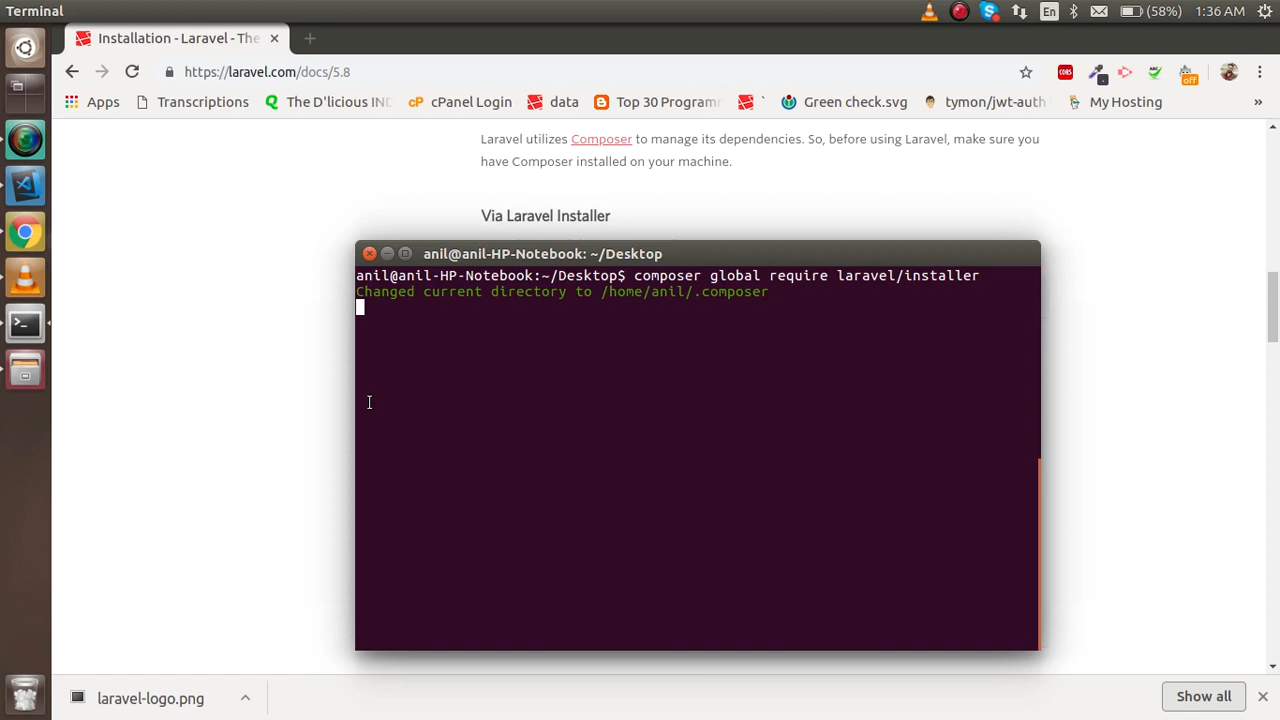 Terminal
En
(58%)
1:36 AM
Installation - Laravel - The
https://laravel.com/docs/5.8
Apps
Transcriptions
The D'licious IN
cPanel Login
data
Top 30 Programm
`
Green check.svg
tymon/jwt-auth
My Hosting
»
Laravel utilizes Composer to manage its dependencies. So, before using Laravel, make sure you
have Composer installed on your machine.
Via Laravel Installer
anil@anil-HP-Notebook: ~/Desktop
anil@anil-HP-Notebook:~/Desktop$ composer global require laravel/installer
Changed current directory to /home/anil/.composer
laravel-logo.png
Show all